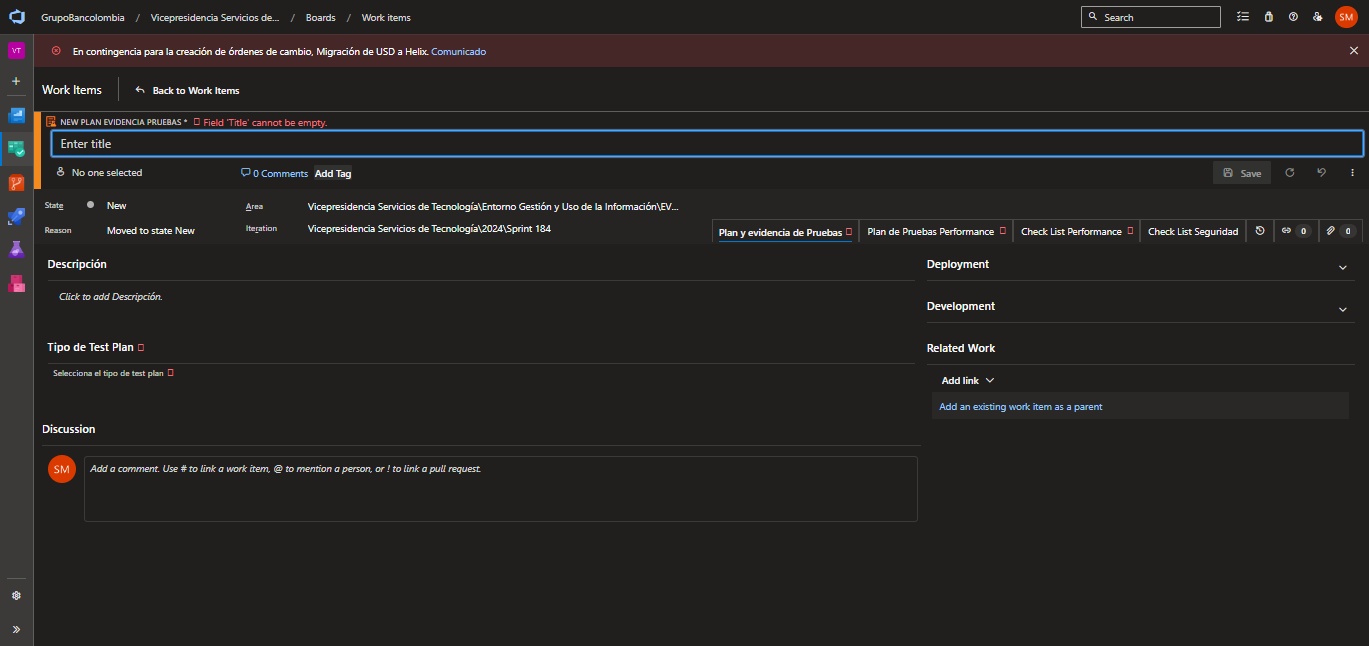 GrupoBancolombia / Vicepresidencia Servicios de... / Boards / Work items
Search
SM
VT
En contingencia para la creación de órdenes de cambio, Migración de USD a Helix. Comunicado
Work Items
Back to Work Items
NEW PLAN EVIDENCIA PRUEBAS * Field 'Title' cannot be empty.
Enter title
No one selected
0 Comments
Add Tag
Save
State
New
Area
Vicepresidencia Servicios de Tecnología\Entorno Gestión y Uso de la Información\EV...
Reason
Moved to state New
Iteration
Vicepresidencia Servicios de Tecnología\2024\Sprint 184
Plan y evidencia de Pruebas
Plan de Pruebas Performance
Check List Performance
Check List Seguridad
0
0
Descripción
Click to add Descripción.
Tipo de Test Plan
Selecciona el tipo de test plan
Discussion
SM
Add a comment. Use # to link a work item, @ to mention a person, or ! to link a pull request.
Deployment
Development
Related Work
Add link
Add an existing work item as a parent